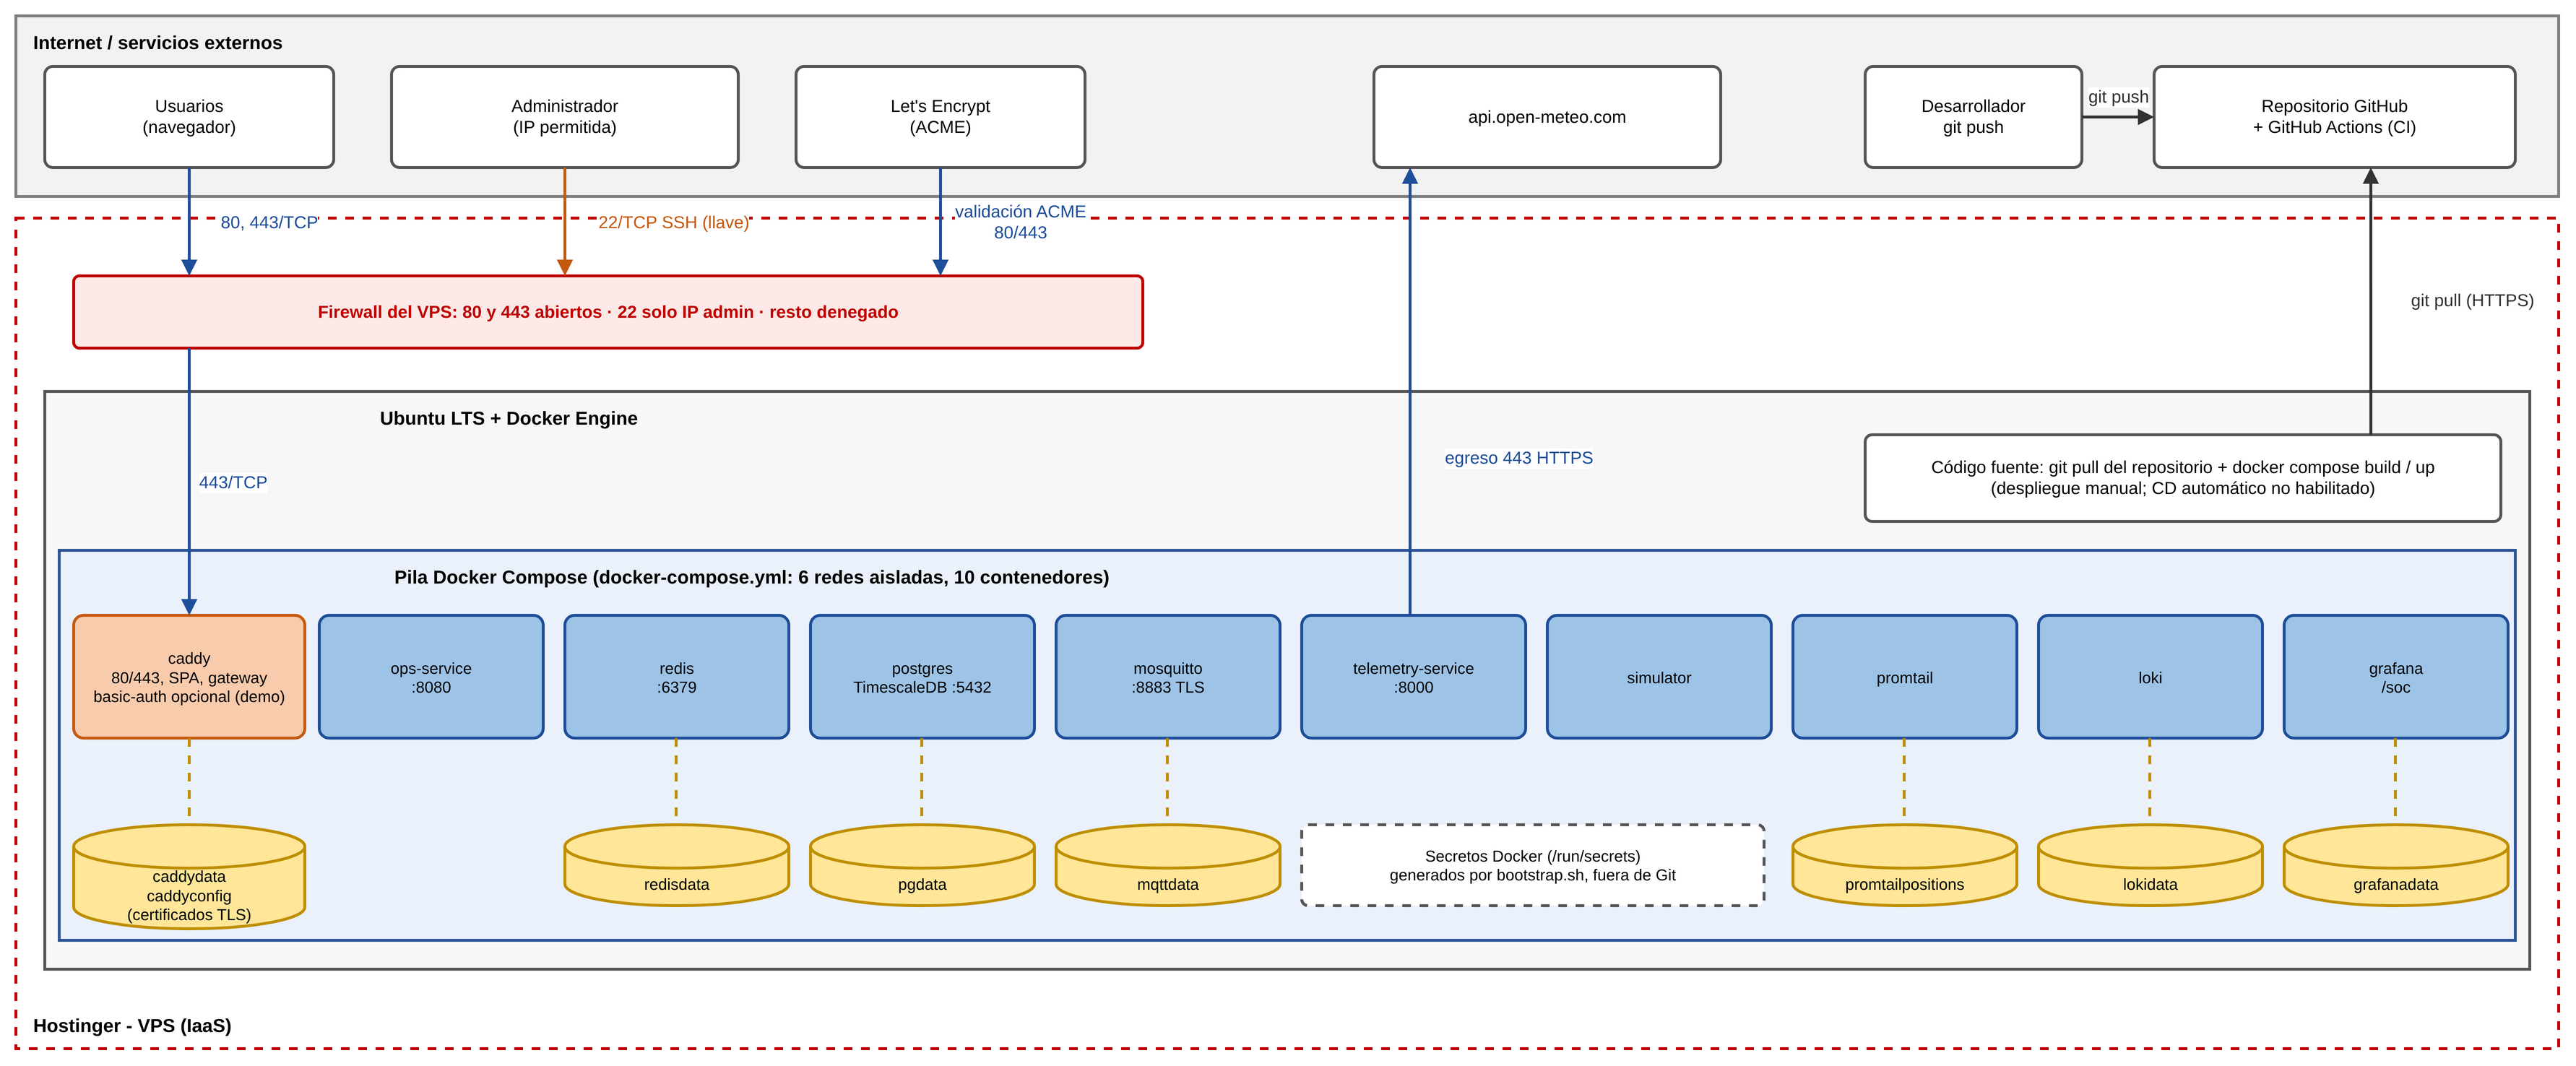 Internet / servicios externos
Usuarios
(navegador)
Administrador
(IP permitida)
Let's Encrypt
(ACME)
api.open-meteo.com
Desarrollador
git push
git push
Repositorio GitHub
+ GitHub Actions (CI)
80, 443/TCP
22/TCP SSH (llave)
validación ACME
80/443
Firewall del VPS: 80 y 443 abiertos · 22 solo IP admin · resto denegado
git pull (HTTPS)
Ubuntu LTS + Docker Engine
443/TCP
egreso 443 HTTPS
Código fuente: git pull del repositorio + docker compose build / up
(despliegue manual; CD automático no habilitado)
Pila Docker Compose (docker-compose.yml: 6 redes aisladas, 10 contenedores)
caddy
80/443, SPA, gateway
basic-auth opcional (demo)
ops-service
:8080
redis
:6379
postgres
TimescaleDB :5432
mosquitto
:8883 TLS
telemetry-service
:8000
simulator
promtail
loki
grafana
/soc
caddydata
caddyconfig
(certificados TLS)
redisdata
pgdata
mqttdata
Secretos Docker (/run/secrets)
generados por bootstrap.sh, fuera de Git
promtailpositions
lokidata
grafanadata
Hostinger - VPS (IaaS)